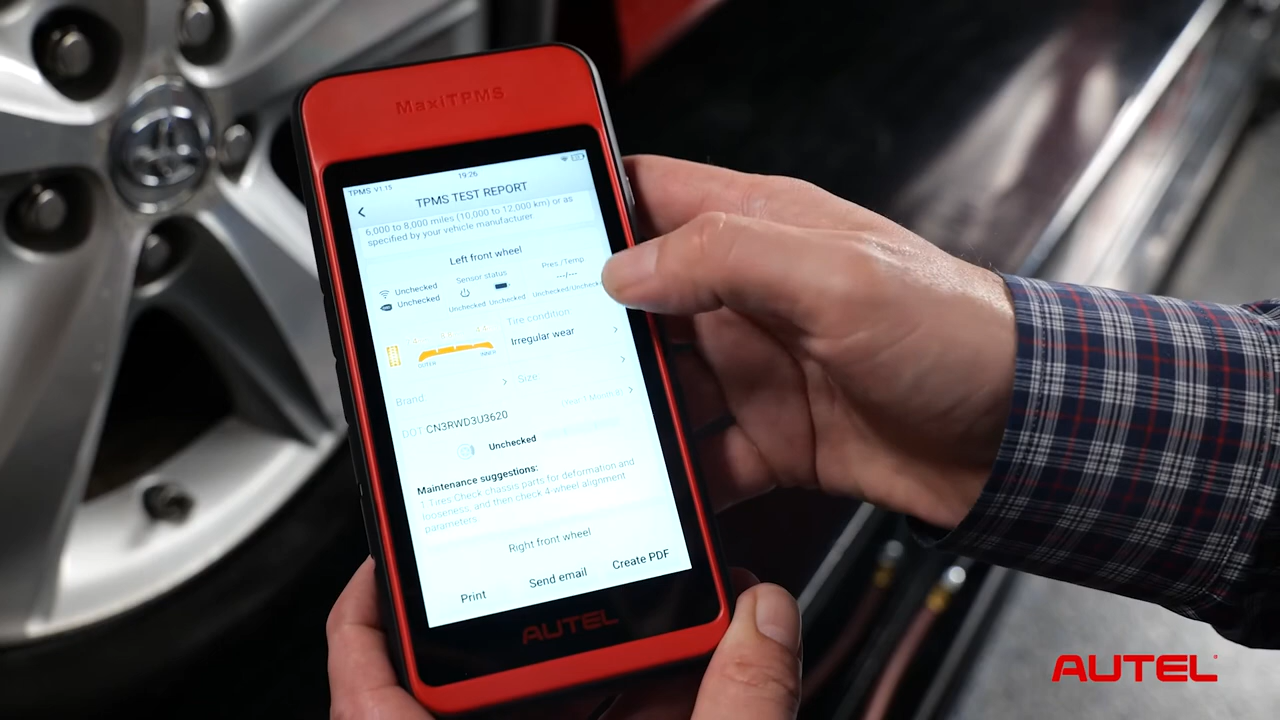 MaxiTPMS
TPMS V1.15
19:26
TPMS TEST REPORT
6,000 to 8,000 miles (10,000 to 12,000 km) or as
specified by your vehicle manufacturer
Left front wheel
Unchecked
Unchecked
Sensor status
Unchecked Unchecked
Pres./Temp
---/---
Unchecked/Unchecked
OUTER
INNER
Tire condition
Irregular wear
Brand
Size
DOT CN3RWD3U3620
Unchecked
Maintenance suggestions:
1. Tires Check chassis parts for deformation and
looseness, and then check 4-wheel alignment
parameters.
Right front wheel
Print
Send email
Create PDF
AUTEL
AUTEL